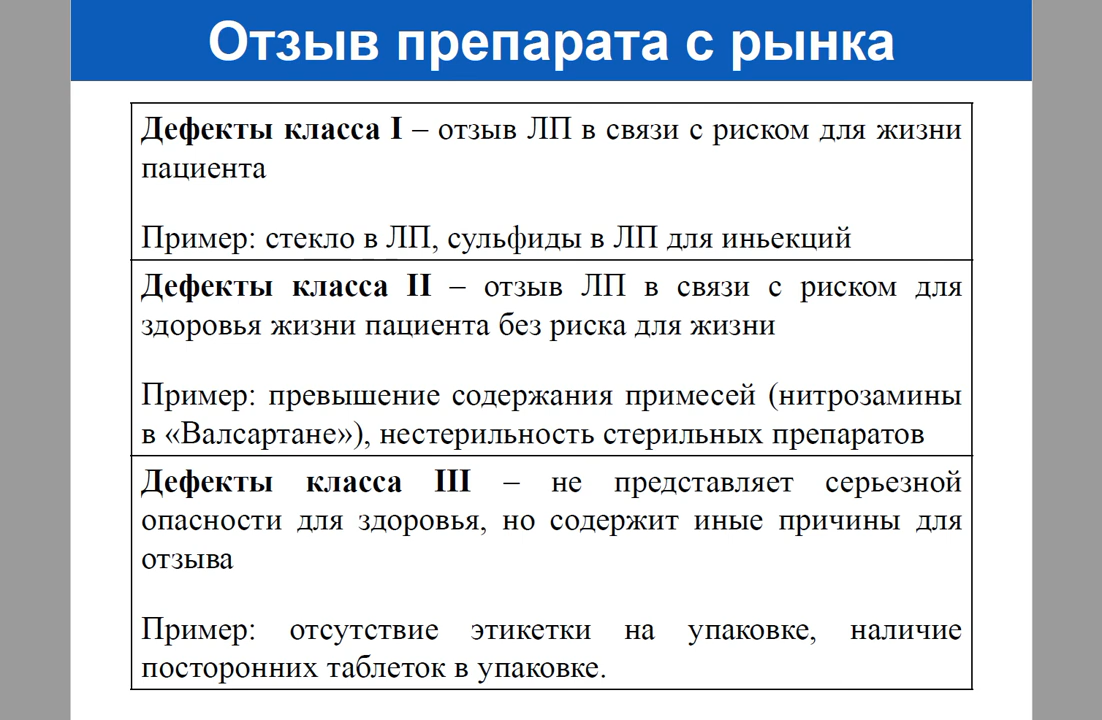 Отзыв препарата с рынка
Дефекты класса I – отзыв ЛП в связи с риском для жизни
пациента
Пример: стекло в ЛП, сульфиды в ЛП для иньекций
Дефекты класса II – отзыв ЛП в связи с риском для
здоровья жизни пациента без риска для жизни
Пример: превышение содержания примесей (нитрозамины
в «Валсартане»), нестерильность стерильных препаратов
Дефекты класса III – не представляет серьезной
опасности для здоровья, но содержит иные причины для
отзыва
Пример: отсутствие этикетки на упаковке, наличие
посторонних таблеток в упаковке.